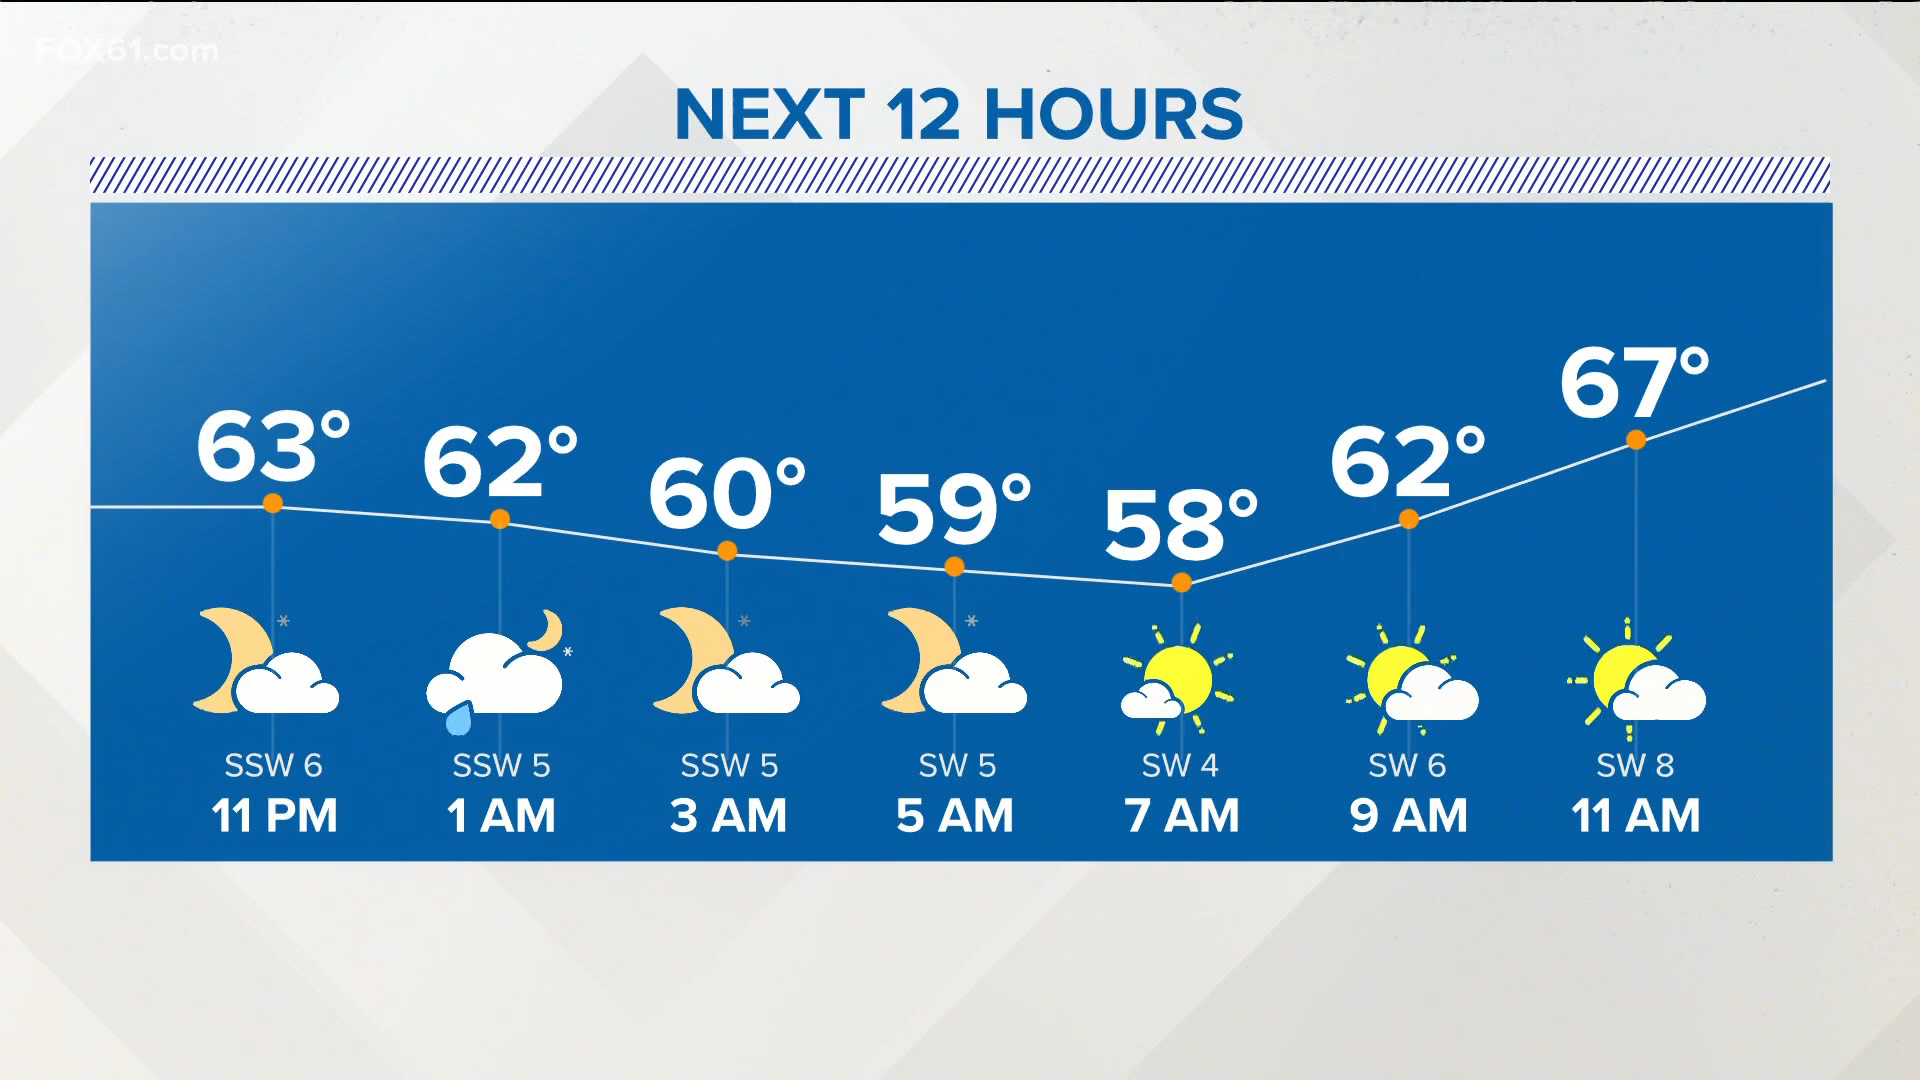 FOX61.com
NEXT 12 HOURS
63° 62° 60° 59° 58° 62° 67°
SSW 6 SSW 5 SSW 5 SW 5 SW 4 SW 6 SW 8
11 PM 1 AM 3 AM 5 AM 7 AM 9 AM 11 AM